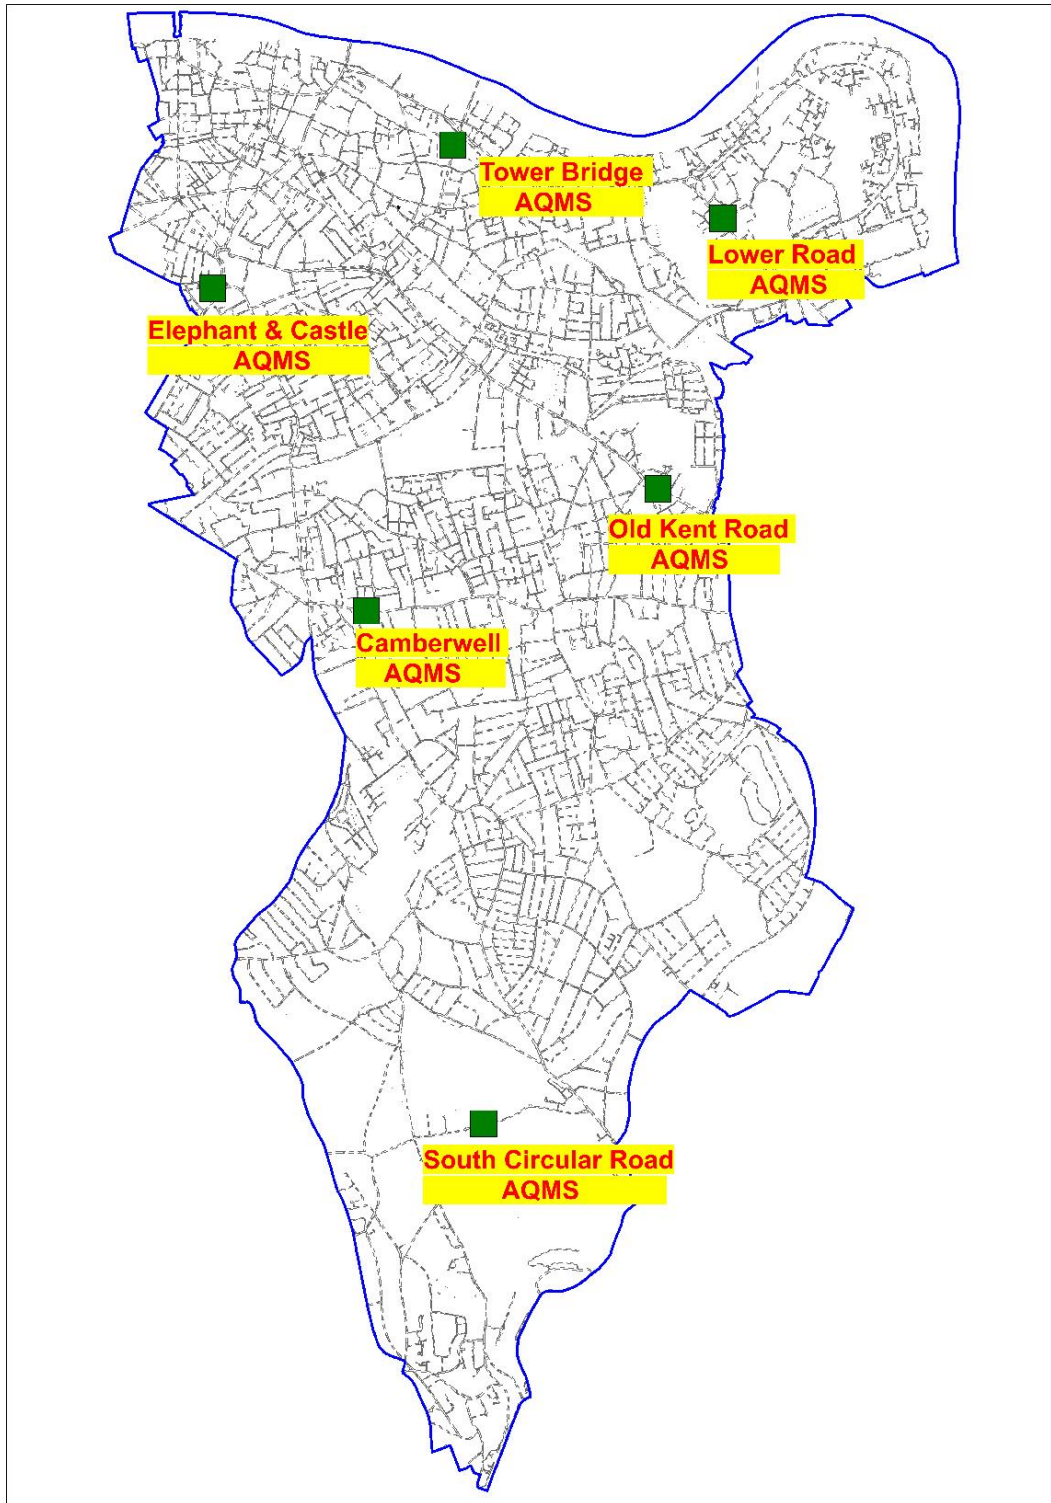 Tower Bridge
AQMS
Lower Road
AQMS
Elephant & Castle
AQMS
Old Kent Road
AQMS
Camberwell
AQMS
South Circular Road
AQMS